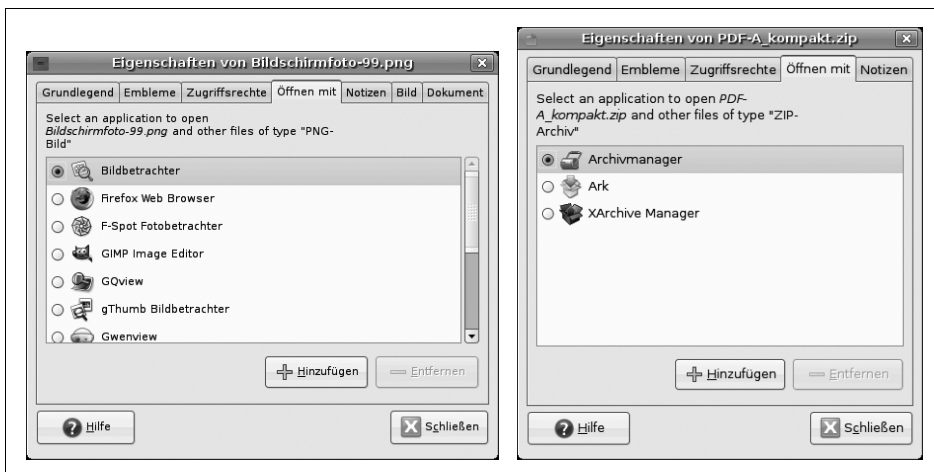 Eigenschaften von Bildschirmfoto-99.png
Grundlegend Embleme Zugriffsrechte Öffnen mit Notizen Bild Dokument
Select an application to open
Bildschirmfoto-99.png and other files of type "PNG-
Bild"
Bildbetrachter
Firefox Web Browser
F-Spot Fotobetrachter
GIMP Image Editor
GQview
gThumb Bildbetrachter
Gwenview
Hinzufügen Entfernen
Hilfe Schließen
Eigenschaften von PDF-A_kompakt.zip
Grundlegend Embleme Zugriffsrechte Öffnen mit Notizen
Select an application to open PDF-
A_kompakt.zip and other files of type "ZIP-
Archiv"
Archivmanager
Ark
XArchive Manager
Hinzufügen Entfernen
Hilfe Schließen